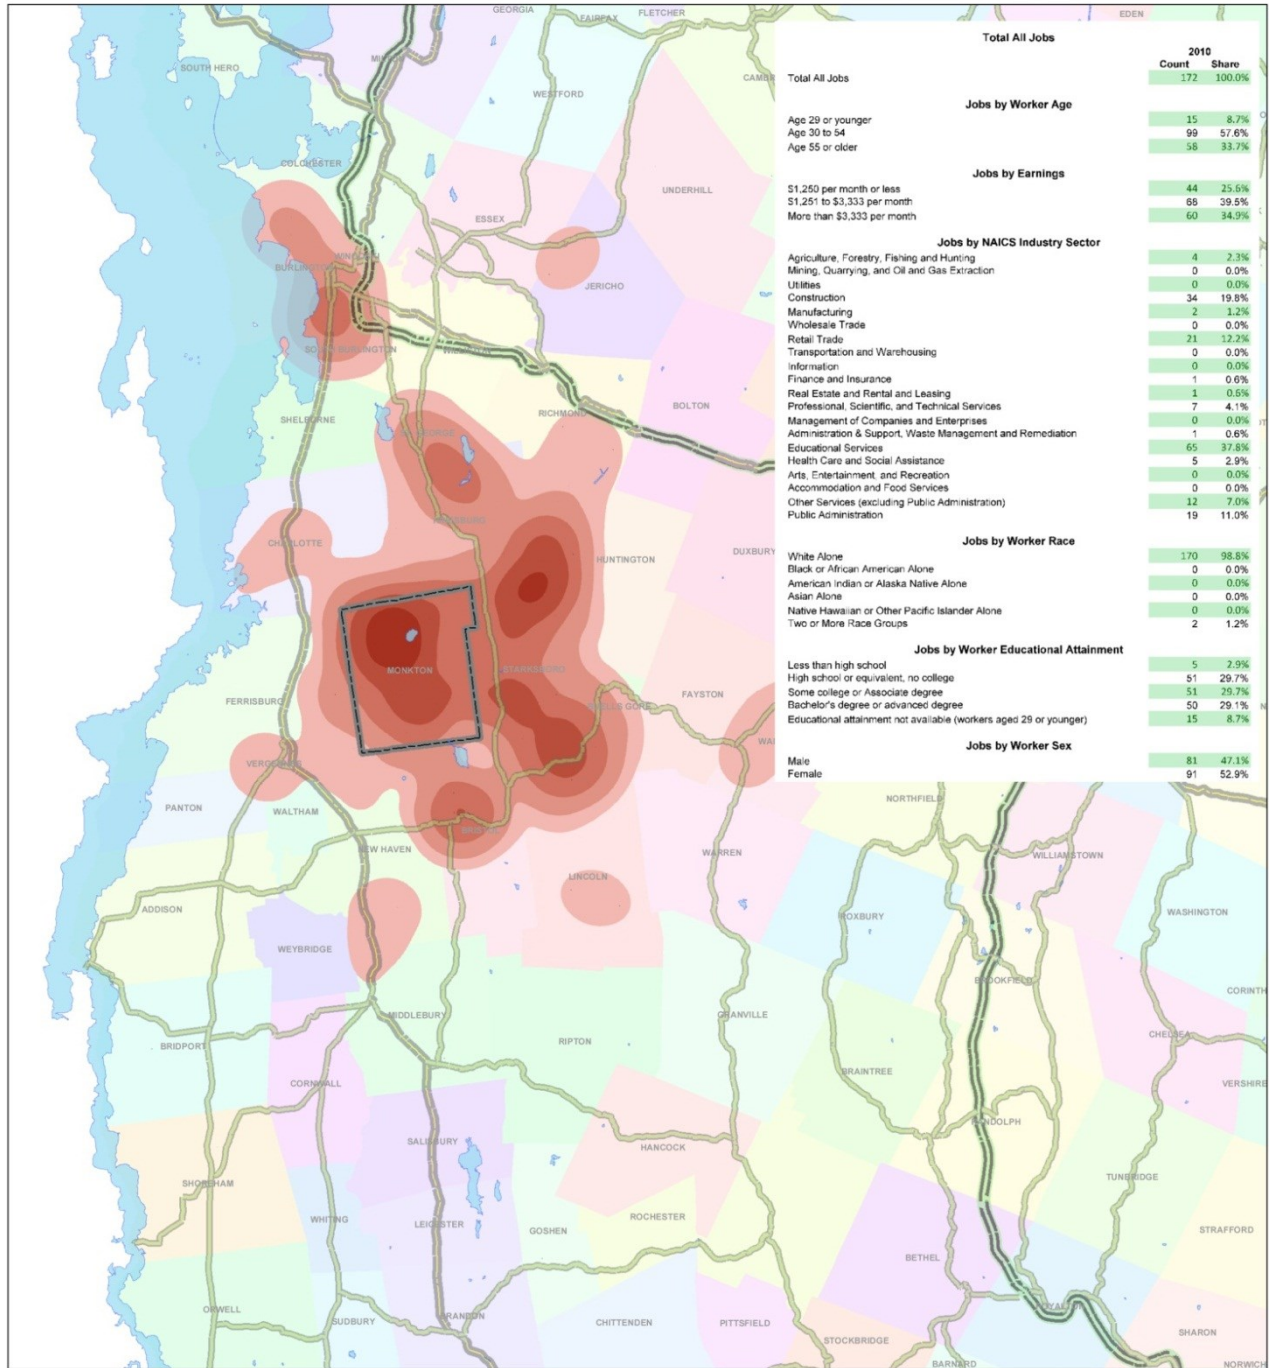 GEORGIA
FAIRFAX
FLETCHER
EDEN
SOUTH HERO
WESTFORD
COLCHESTER
UNDERHILL
ESSEX
BURLINGTON
JERICHO
SOUTH BURLINGTON
SHELBURNE
RICHMOND
BOLTON
CHARLOTTE
HUNTINGTON
DUXBURY
MONKTON
STARKSBORO
FERRISBURG
FAYSTON
PANTON
WALTHAM
NEW HAVEN
LINCOLN
WARREN
NORTHFIELD
WILLIAMSTOWN
ADDISON
WEYBRIDGE
ROXBURY
WASHINGTON
BROOKFIELD
CORINTH
MIDDLEBURY
GRANVILLE
CHELSEA
BRIDPORT
RIPTON
CORNWALL
BRAINTREE
VERSHIRE
RANDOLPH
SALISBURY
HANCOCK
SHOREHAM
TUNBRIDGE
WHITING
LEICESTER
GOSHEN
ROCHESTER
STRAFFORD
BETHEL
ORWELL
SUDBURY
BRANDON
CHITTENDEN
PITTSFIELD
ROYALTON
STOCKBRIDGE
SHARON
BARNARD
NORWICH
Total All Jobs
2010
Count Share
Total All Jobs 172 100.0%
Jobs by Worker Age
Age 29 or younger 15 8.7%
Age 30 to 54 99 57.6%
Age 55 or older 58 33.7%
Jobs by Earnings
$1,250 per month or less 44 25.6%
$1,251 to $3,333 per month 68 39.5%
More than $3,333 per month 60 34.9%
Jobs by NAICS Industry Sector
Agriculture, Forestry, Fishing and Hunting 4 2.3%
Mining, Quarrying, and Oil and Gas Extraction 0 0.0%
Utilities 0 0.0%
Construction 34 19.8%
Manufacturing 2 1.2%
Wholesale Trade 0 0.0%
Retail Trade 21 12.2%
Transportation and Warehousing 0 0.0%
Information 0 0.0%
Finance and Insurance 1 0.6%
Real Estate and Rental and Leasing 1 0.6%
Professional, Scientific, and Technical Services 7 4.1%
Management of Companies and Enterprises 0 0.0%
Administration & Support, Waste Management and Remediation 1 0.6%
Educational Services 65 37.8%
Health Care and Social Assistance 5 2.9%
Arts, Entertainment, and Recreation 0 0.0%
Accommodation and Food Services 0 0.0%
Other Services (excluding Public Administration) 12 7.0%
Public Administration 19 11.0%
Jobs by Worker Race
White Alone 170 98.8%
Black or African American Alone 0 0.0%
American Indian or Alaska Native Alone 0 0.0%
Asian Alone 0 0.0%
Native Hawaiian or Other Pacific Islander Alone 0 0.0%
Two or More Race Groups 2 1.2%
Jobs by Worker Educational Attainment
Less than high school 5 2.9%
High school or equivalent, no college 51 29.7%
Some college or Associate degree 51 29.7%
Bachelor's degree or advanced degree 50 29.1%
Educational attainment not available (workers aged 29 or younger) 15 8.7%
Jobs by Worker Sex
Male 81 47.1%
Female 91 52.9%